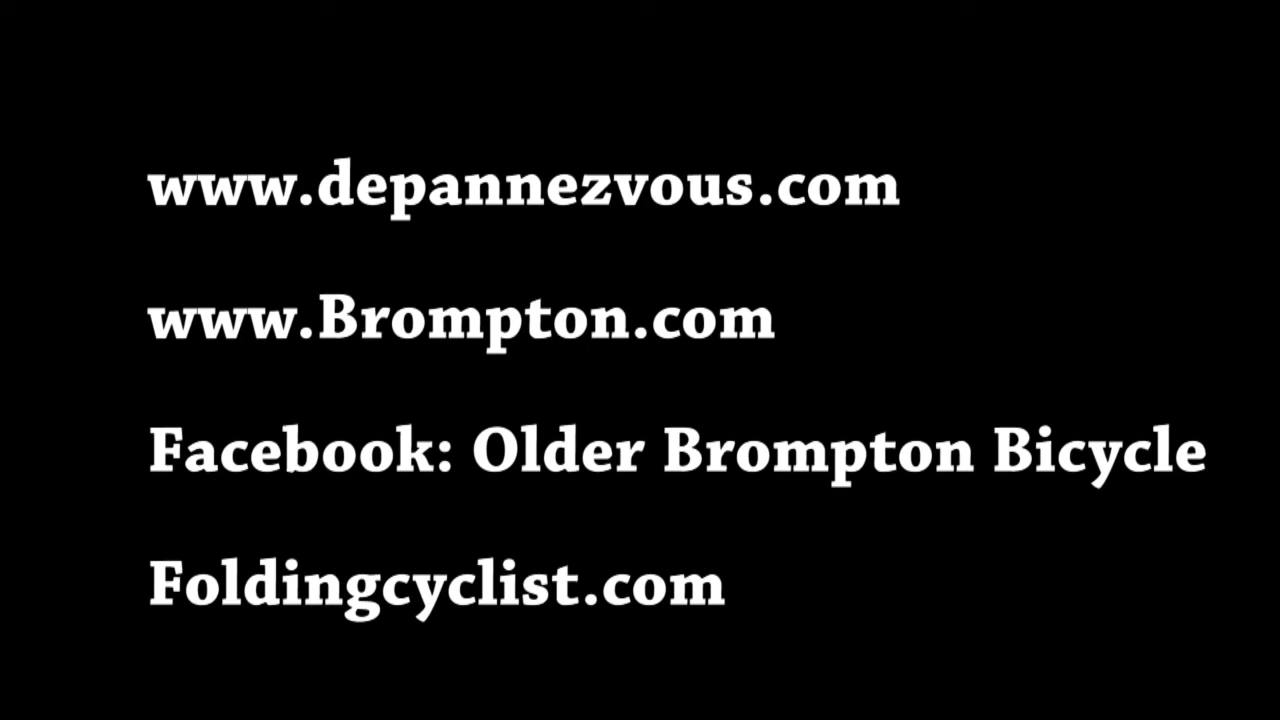 www.depannezvous.com
www.Brompton.com
Facebook: Older Brompton Bicycle
Foldingcyclist.com